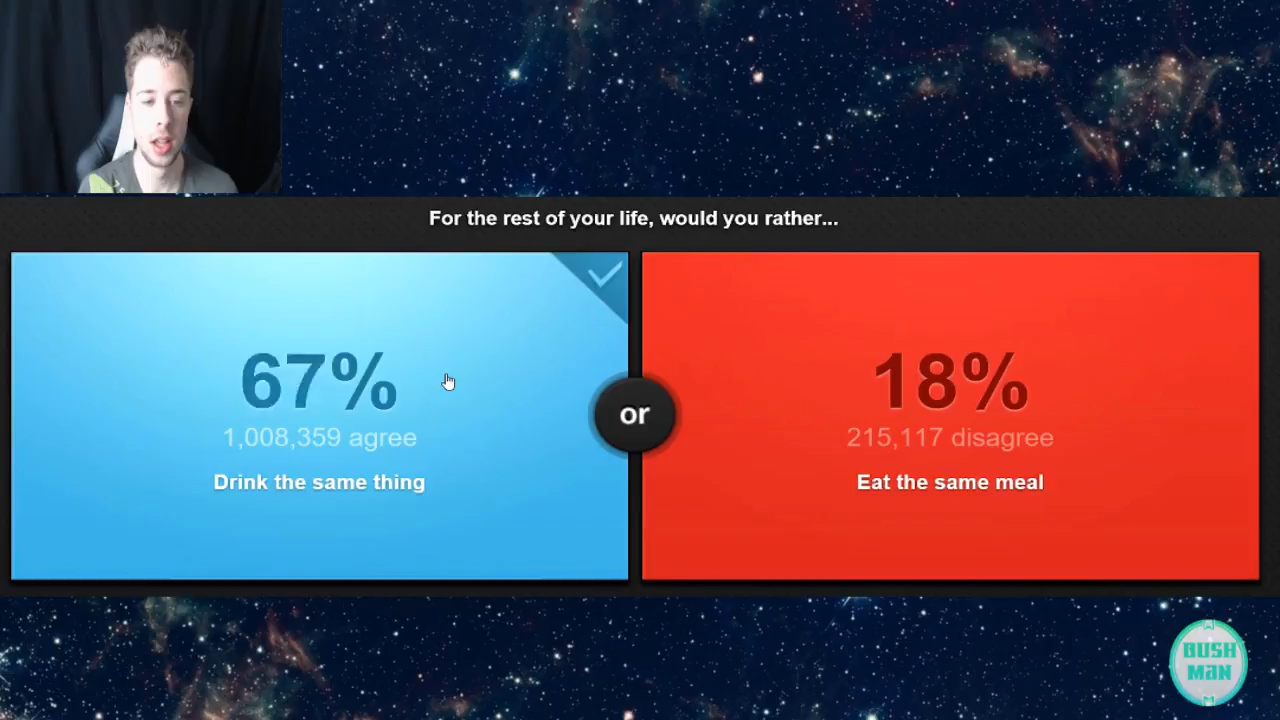 For the rest of your life, would you rather...
67%
1,008,359 agree
Drink the same thing
or
18%
215,117 disagree
Eat the same meal
BUSH
MAN